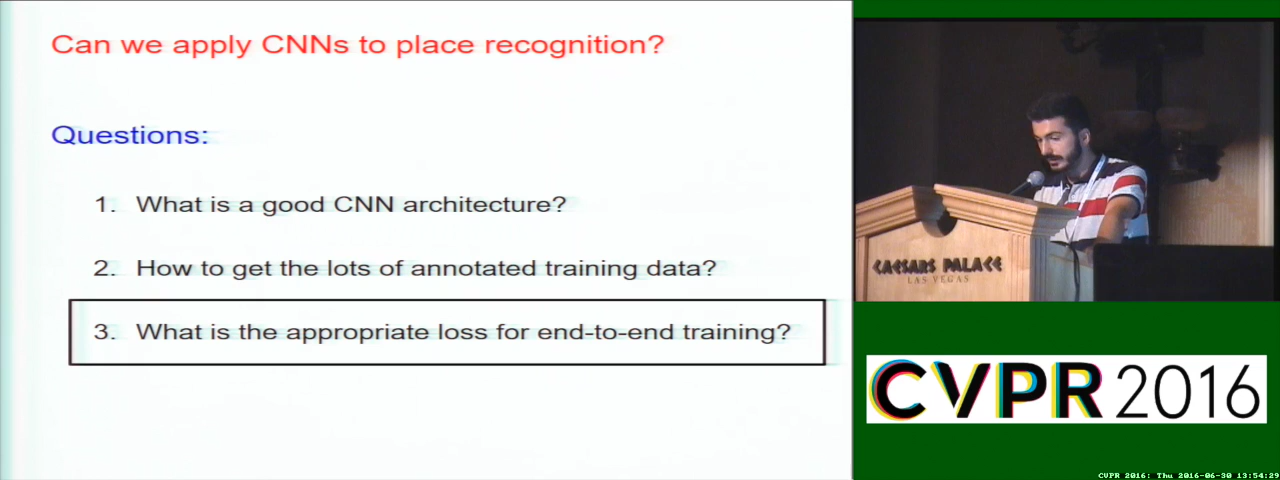 Can we apply CNNs to place recognition?
Questions:
1. What is a good CNN architecture?
2. How to get the lots of annotated training data?
3. What is the appropriate loss for end-to-end training?
CAESARS PALACE
LAS VEGAS
CVPR 2016
CVPR 2016: Thu 2016-06-30 13:54:29